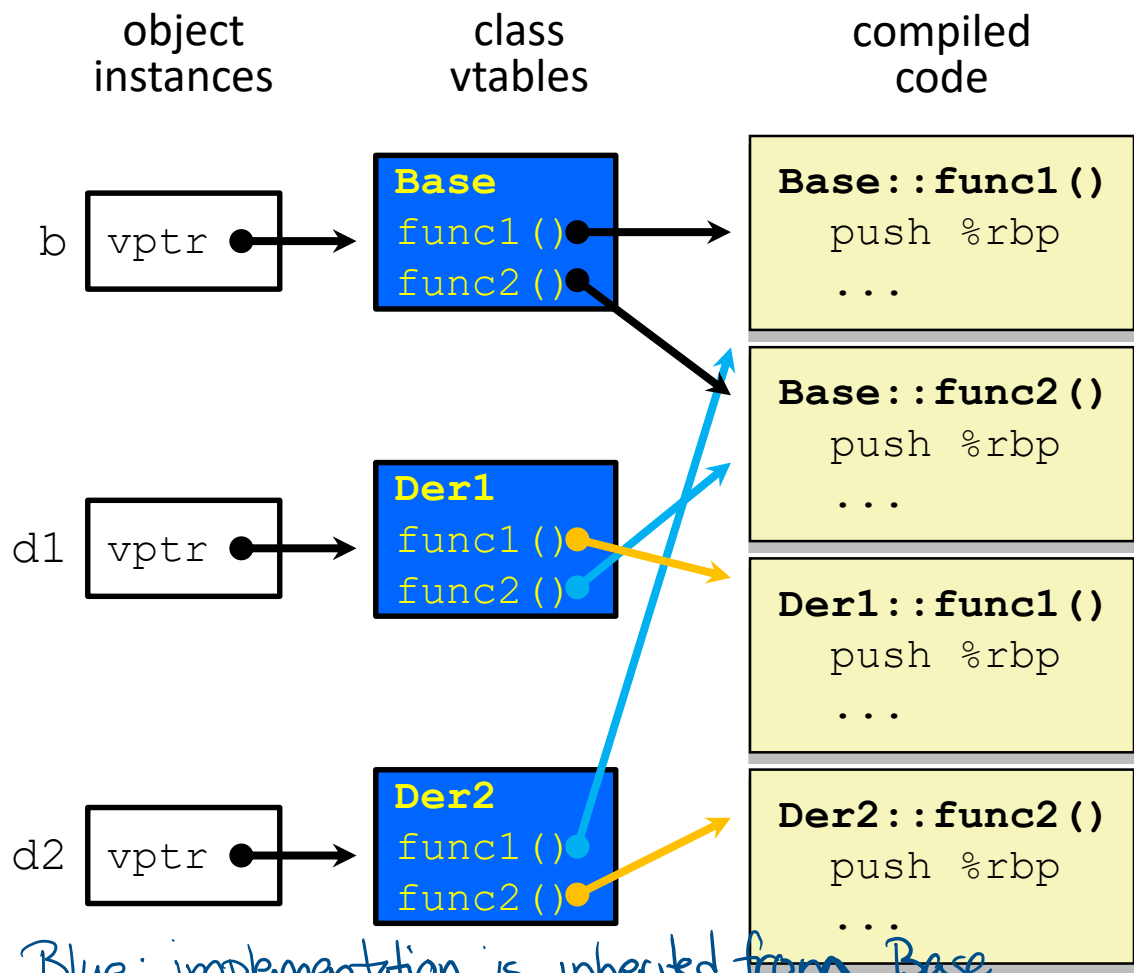 object
instances
class
vtables
compiled
code
b
vptr
Base
func1()
func2()
Base::func1()
push %rbp
...
Base::func2()
push %rbp
...
d1
vptr
Der1
func1()
func2()
Der1::func1()
push %rbp
...
d2
vptr
Der2
func1()
func2()
Der2::func2()
push %rbp
...
Blue: implementation is inherited from Base